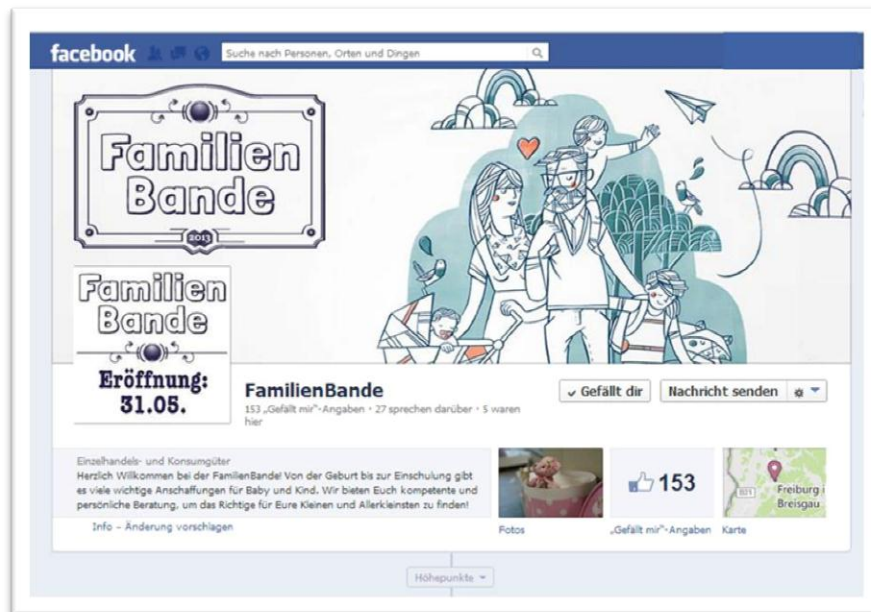 facebook
Suche nach Personen, Orten und Dingen
Familien
Bande
2013
Familien
Bande
Eröffnung:
31.05.
FamilienBande
153 „Gefällt mir“-Angaben · 27 sprechen darüber · 5 waren
hier
Gefällt dir
Nachricht senden
Einzelhandels- und Konsumgüter
Herzlich Willkommen bei der FamilienBande! Von der Geburt bis zur Einschulung gibt
es viele wichtige Anschaffungen für Baby und Kind. Wir bieten Euch kompetente und
persönliche Beratung, um das Richtige für Eure Kleinen und Allerkleinsten zu finden!
Info – Änderung vorschlagen
153
Freiburg i
Breisgau
Fotos
„Gefällt mir“-Angaben
Karte
Höhepunkte